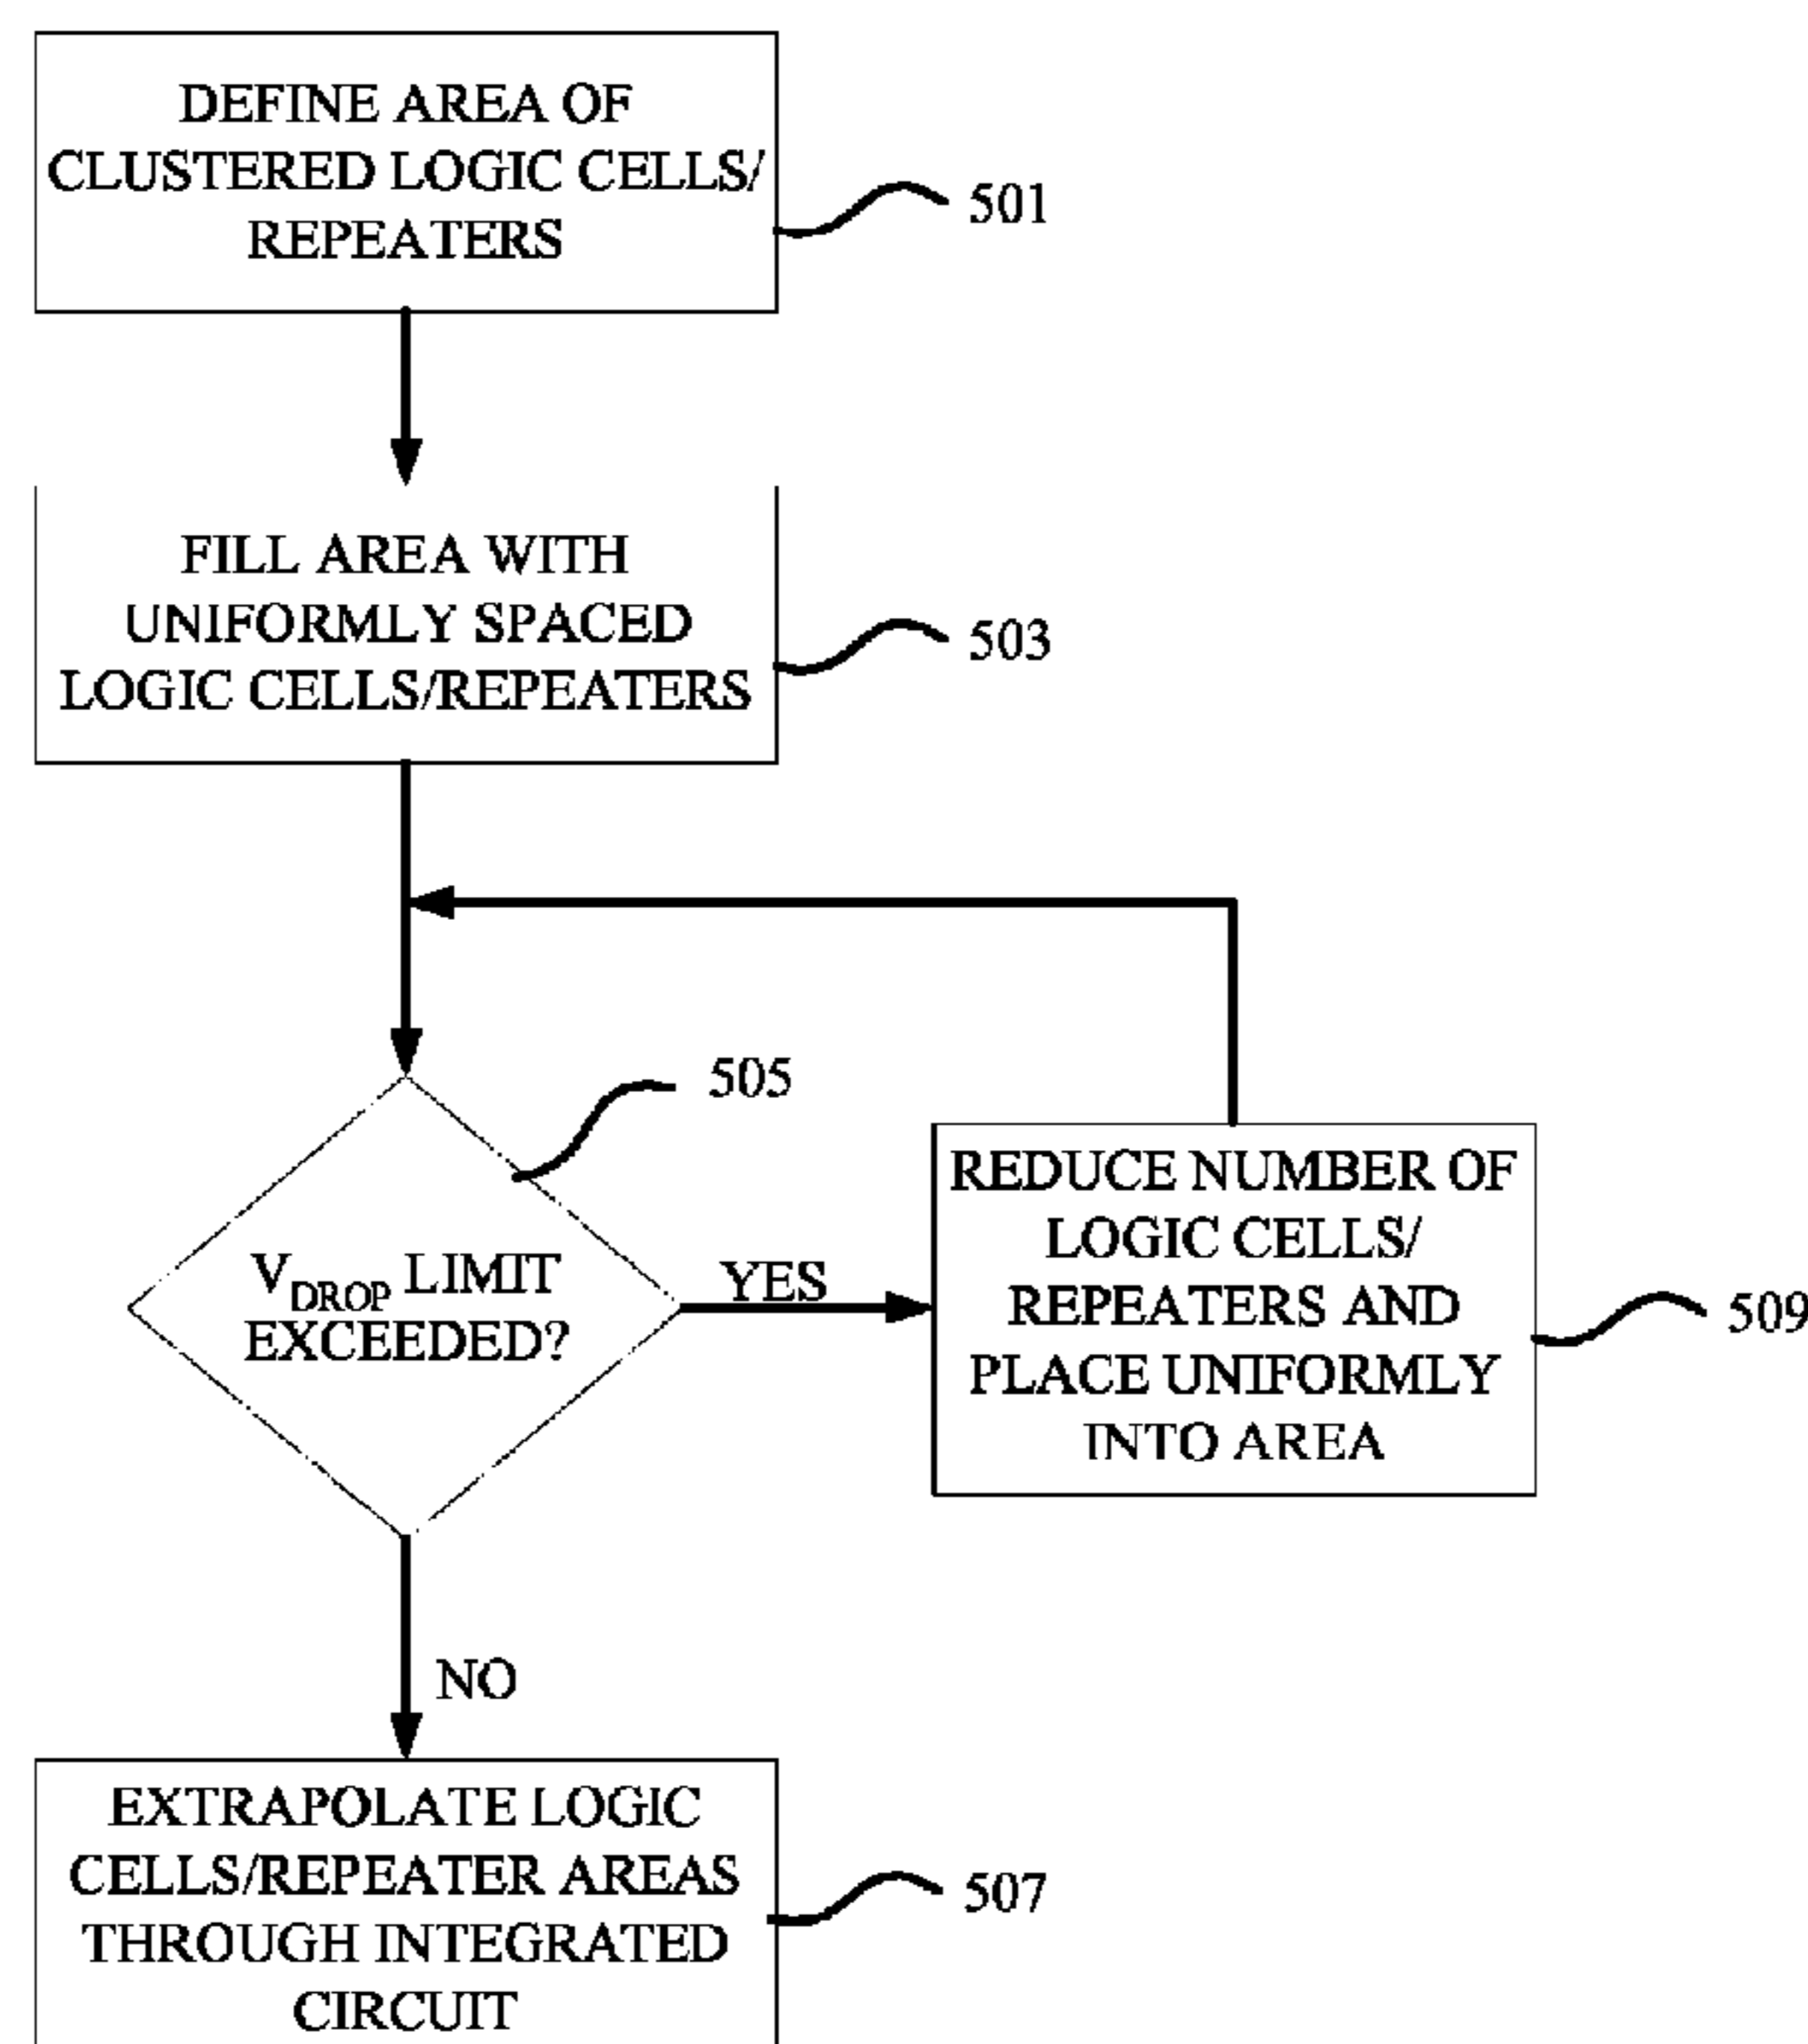 DEFINE AREA OF
CLUSTERED LOGIC CELLS/
REPEATERS
501
FILL AREA WITH
UNIFORMLY SPACED
LOGIC CELLS/REPEATERS
503
505
V_DROP LIMIT
EXCEEDED?
YES
REDUCE NUMBER OF
LOGIC CELLS/
REPEATERS AND
PLACE UNIFORMLY
INTO AREA
509
NO
EXTRAPOLATE LOGIC
CELLS/REPEATER AREAS
THROUGH INTEGRATED
CIRCUIT
507